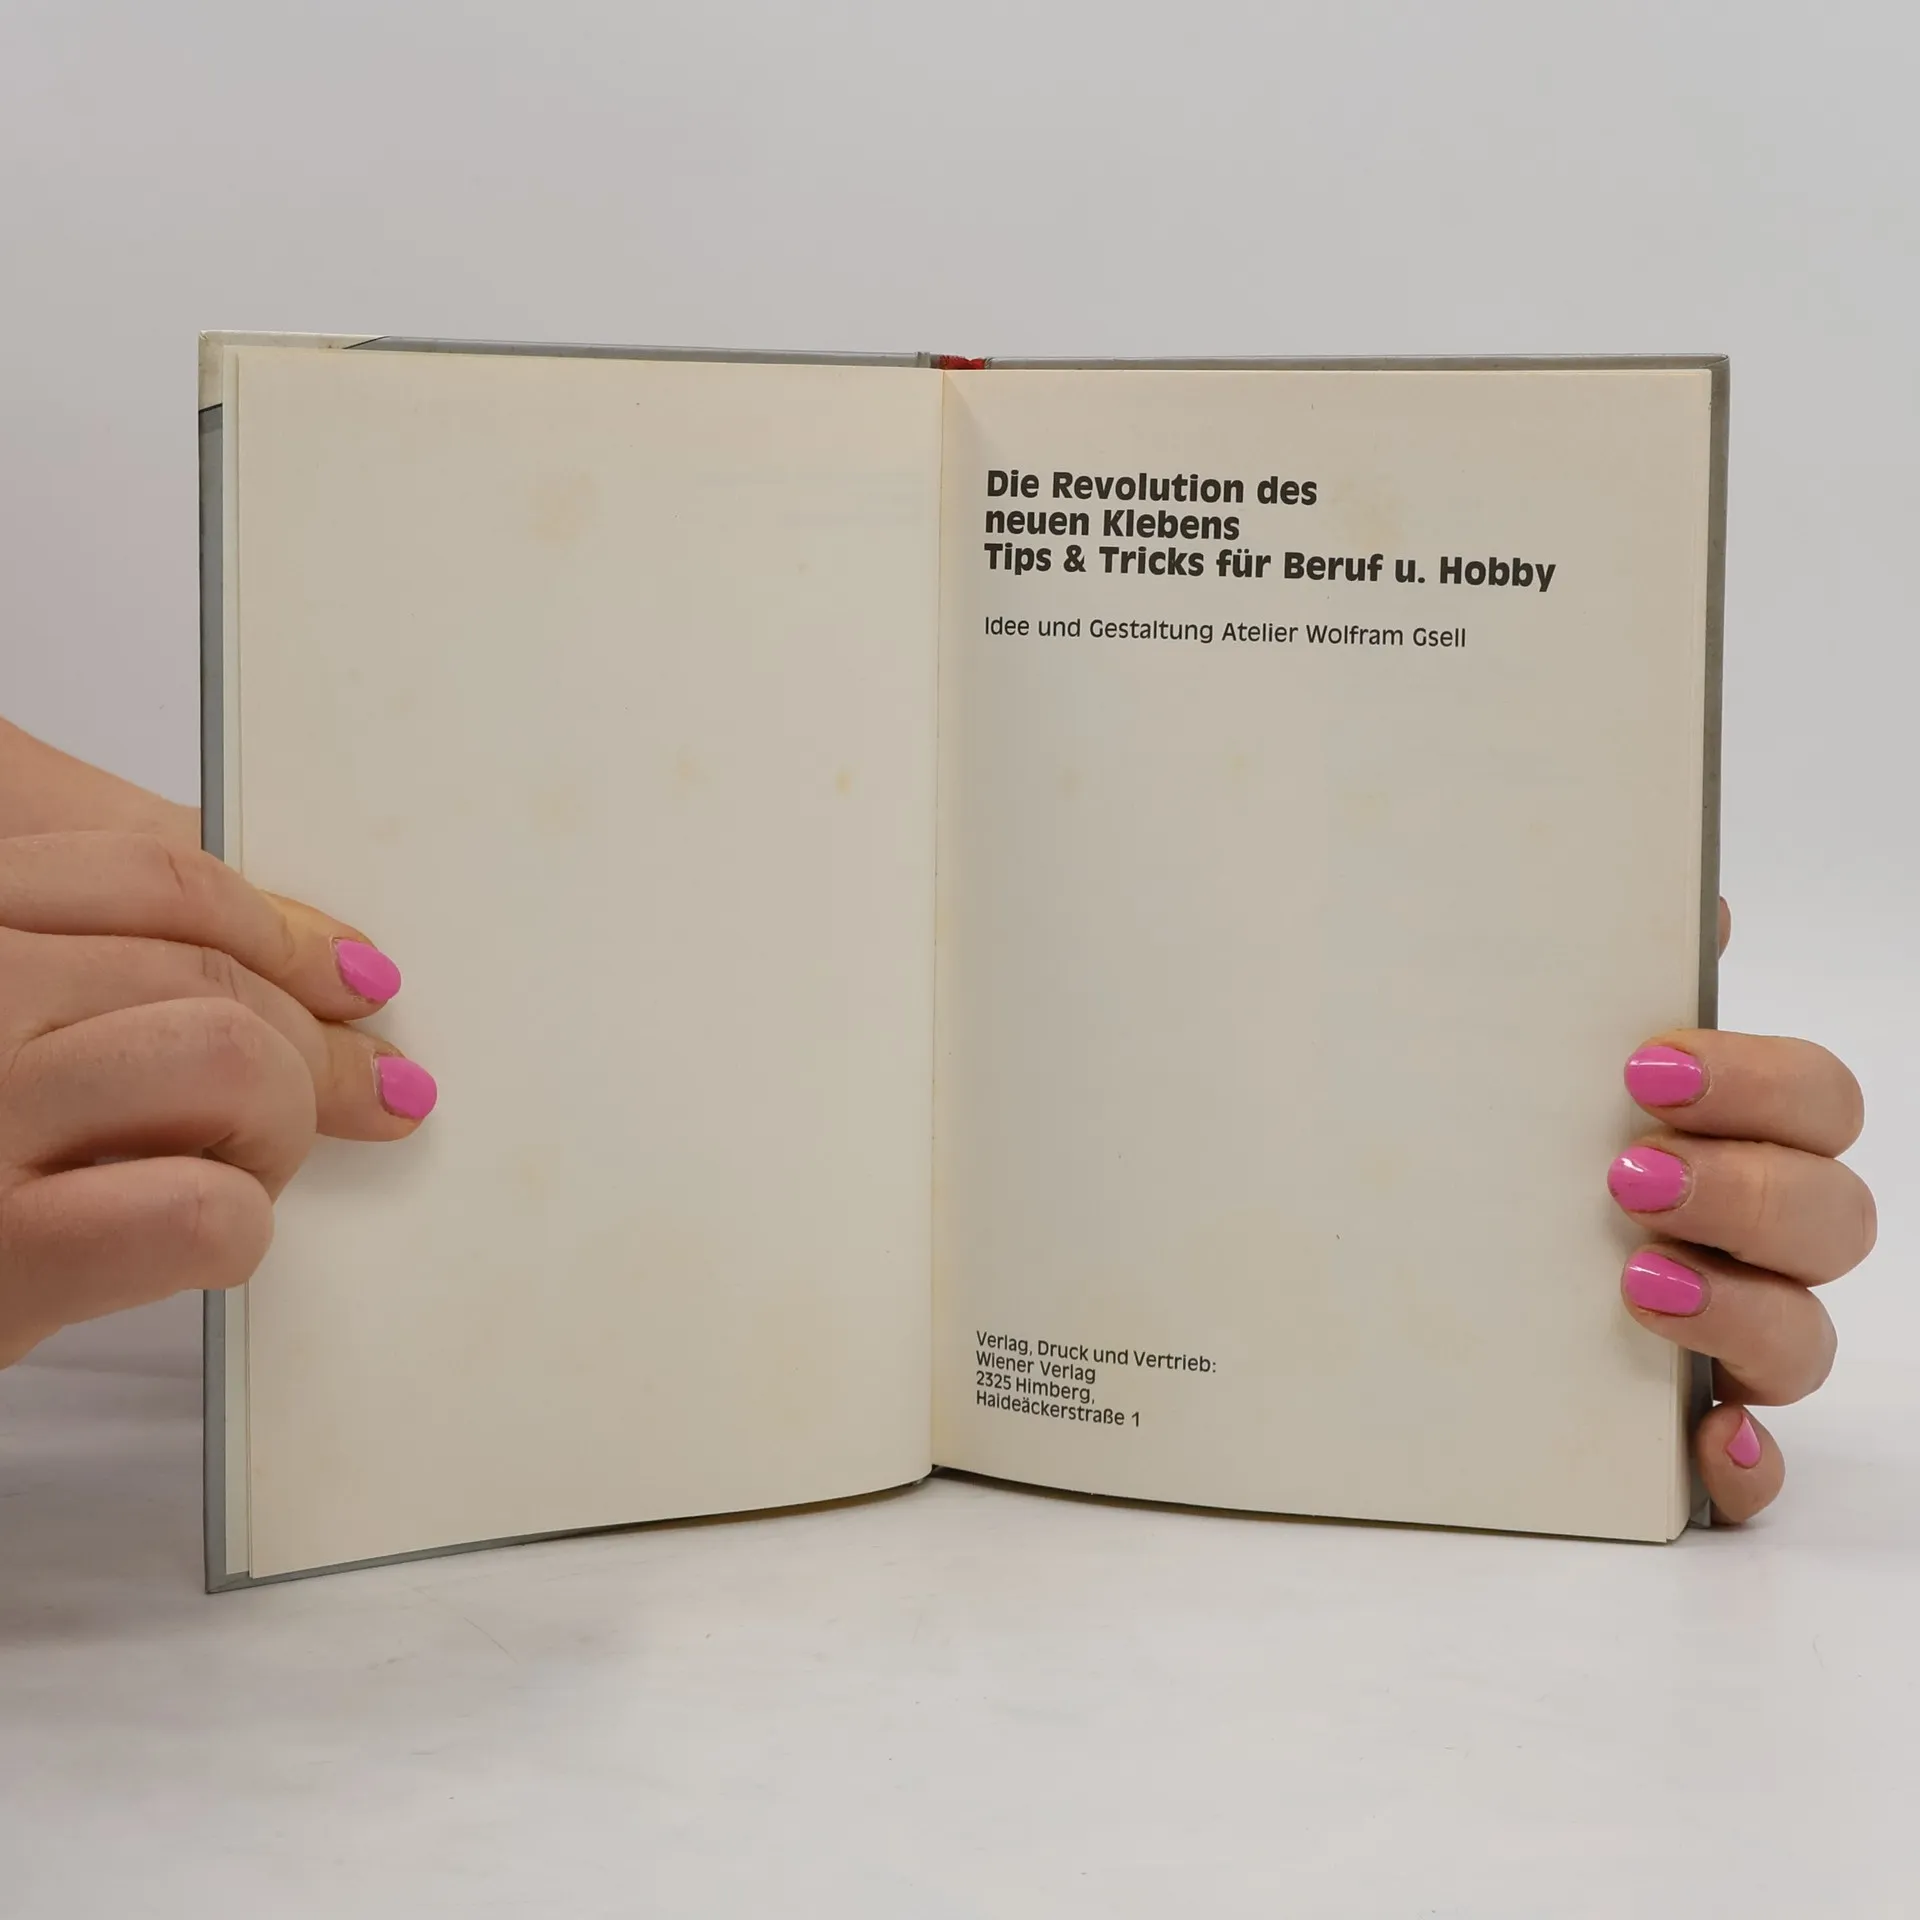 Die Revolution des
neuen Klebens
Tips & Tricks für Beruf u. Hobby
Idee und Gestaltung Atelier Wolfram Gsell
Verlag, Druck und Vertrieb:
Wiener Verlag
2325 Himberg,
Haideäckerstraße 1